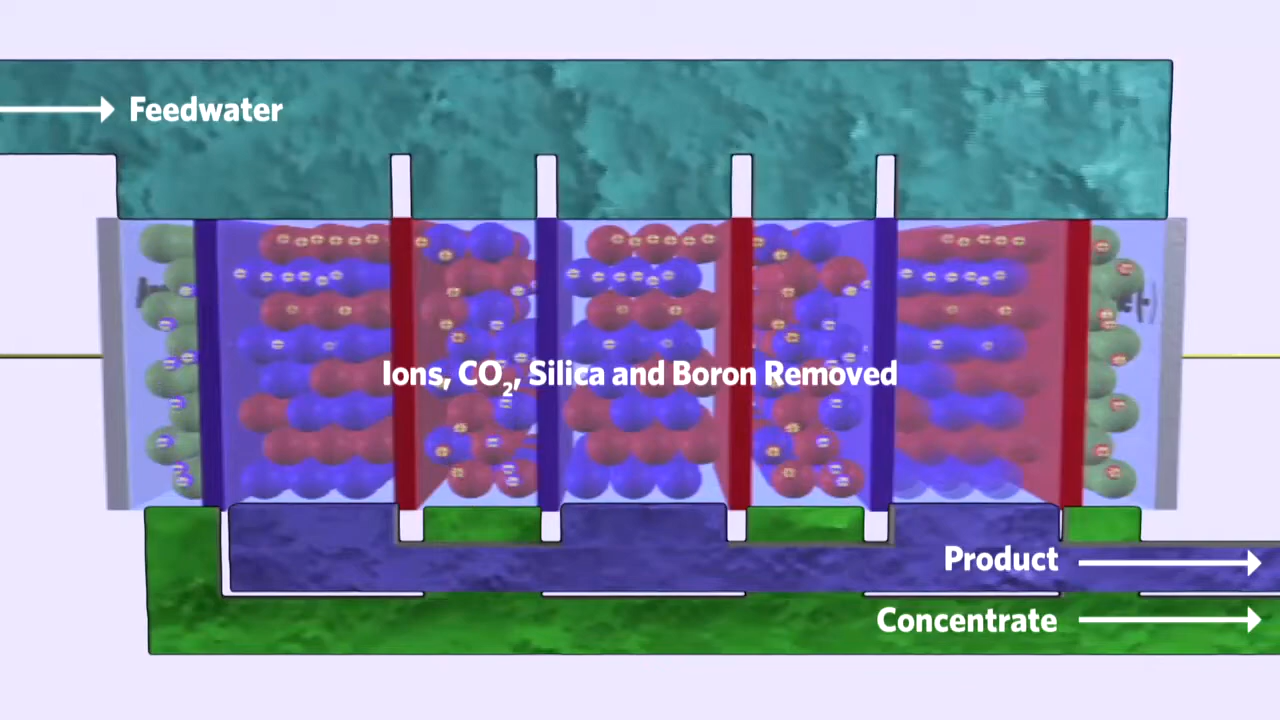 Feedwater
Ions, CO₂, Silica and Boron Removed
Product
Concentrate